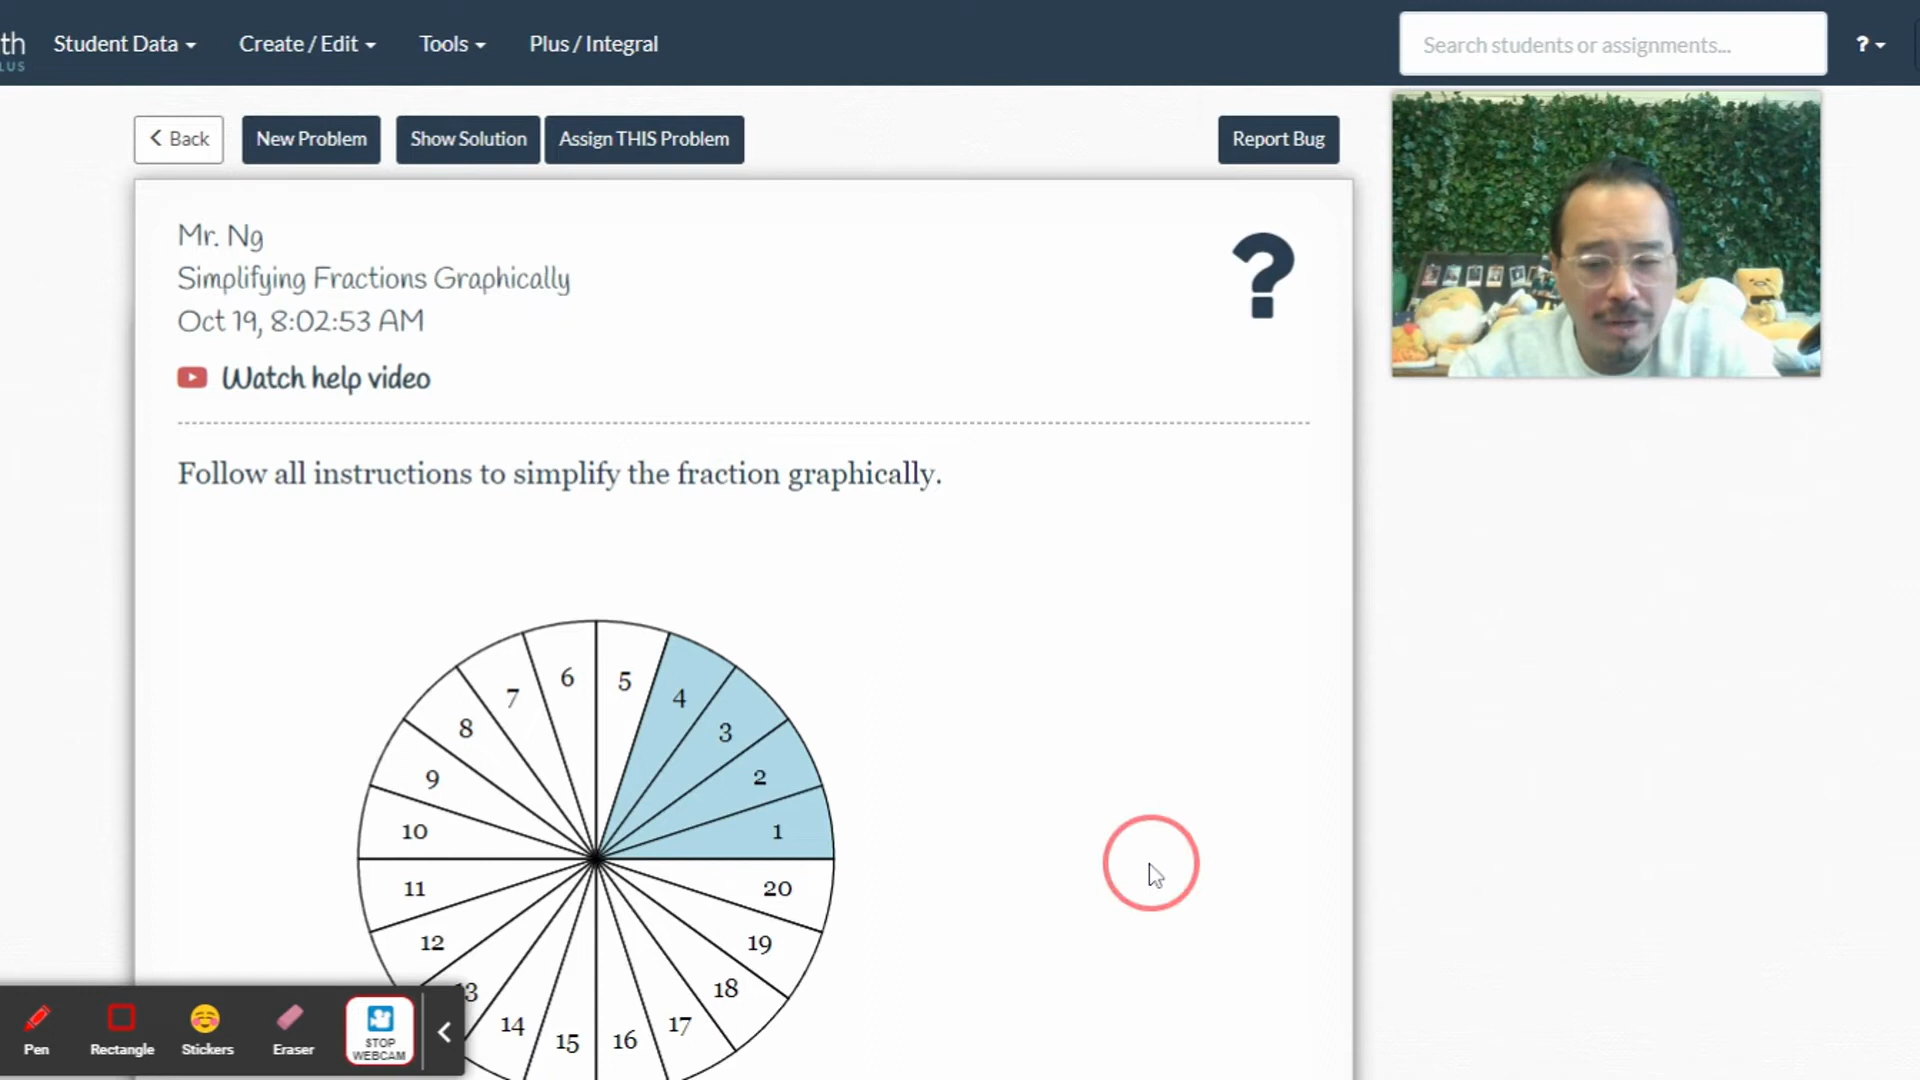 th
LUS
Student Data
Create / Edit
Tools
Plus / Integral
Search students or assignments...
?
Back
New Problem
Show Solution
Assign THIS Problem
Report Bug
Mr. Ng
Simplifying Fractions Graphically
Oct 19, 8:02:53 AM
?
Watch help video
Follow all instructions to simplify the fraction graphically.
6 5
7 4
8 3
9 2
10 1
11 20
12 19
13 18
14 17
15 16
Pen
Rectangle
Stickers
Eraser
STOP
WEBCAM